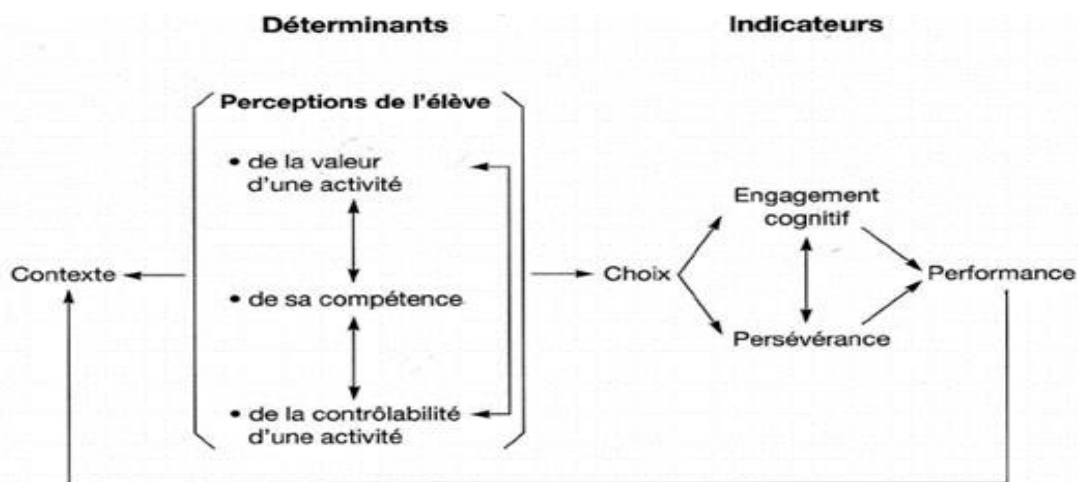 Déterminants
Indicateurs
Perceptions de l'élève
• de la valeur
d'une activité
• de sa compétence
• de la contrôlabilité
d'une activité
Contexte
Choix
Engagement
cognitif
Persévérance
Performance